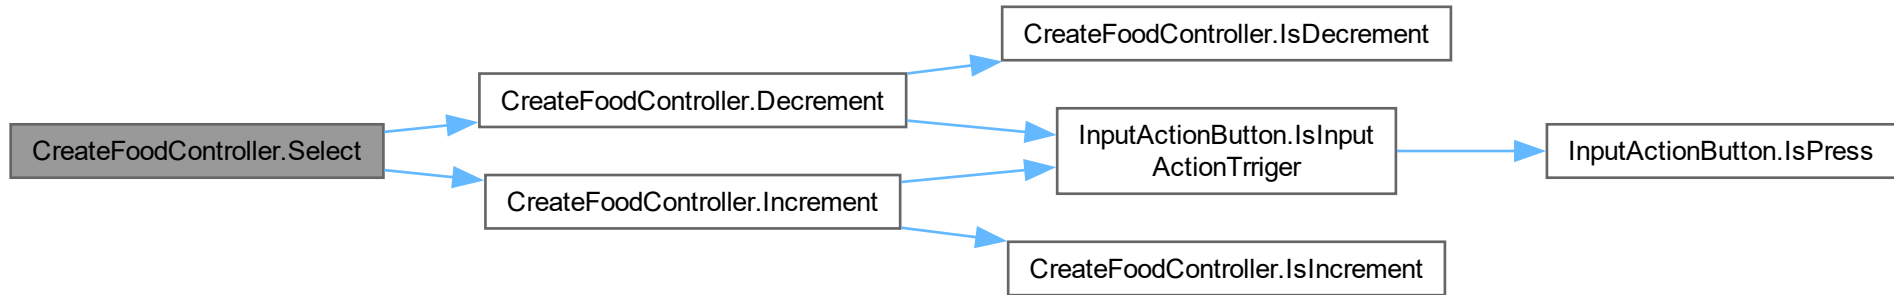 CreateFoodController.Select
CreateFoodController.Decrement
CreateFoodController.IsDecrement
InputActionButton.IsInput
ActionTrriger
InputActionButton.IsPress
CreateFoodController.Increment
CreateFoodController.IsIncrement